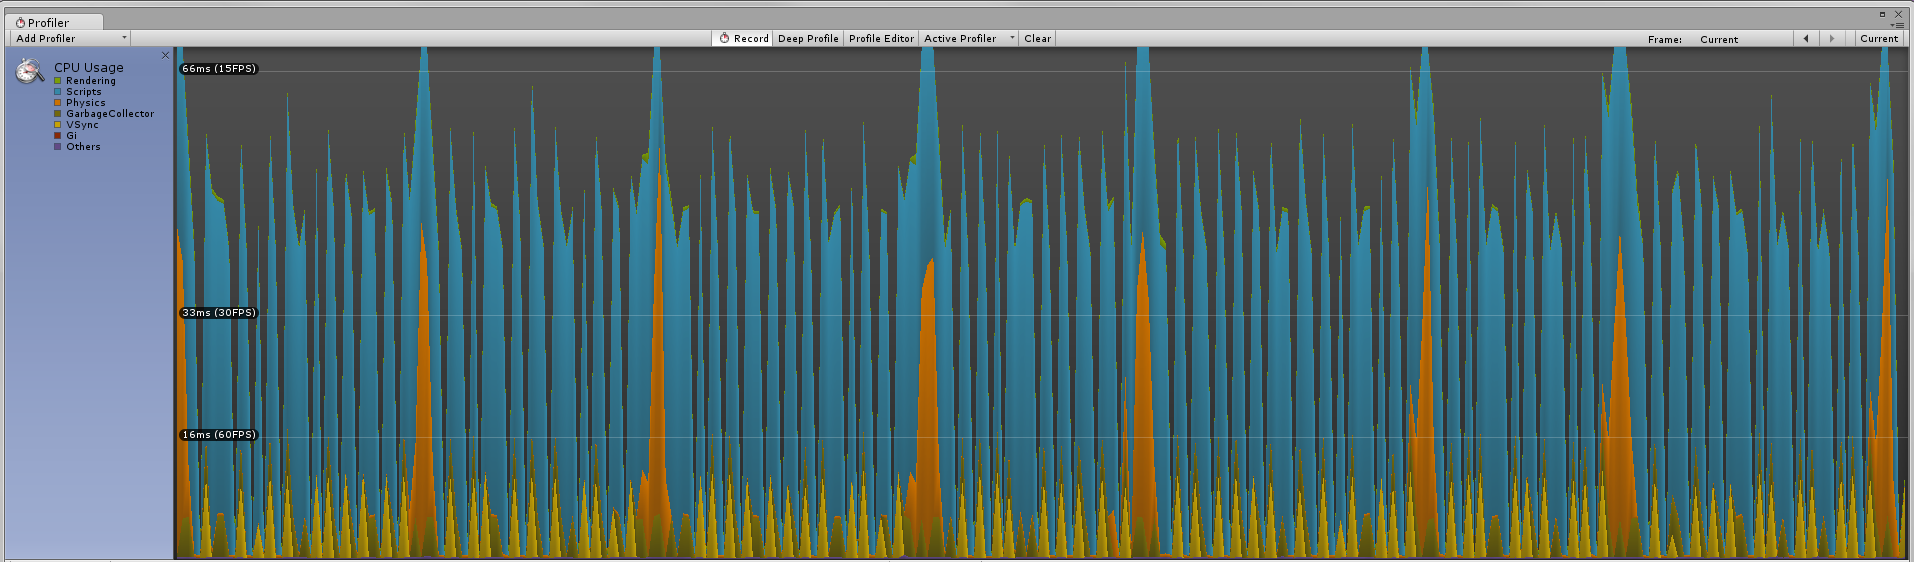 Profiler
Add Profiler Record Deep Profile Profile Editor Active Profiler Clear Frame: Current Current
CPU Usage
Rendering
Scripts
Physics
GarbageCollector
VSync
Gi
Others
66ms (15FPS)
33ms (30FPS)
16ms (60FPS)